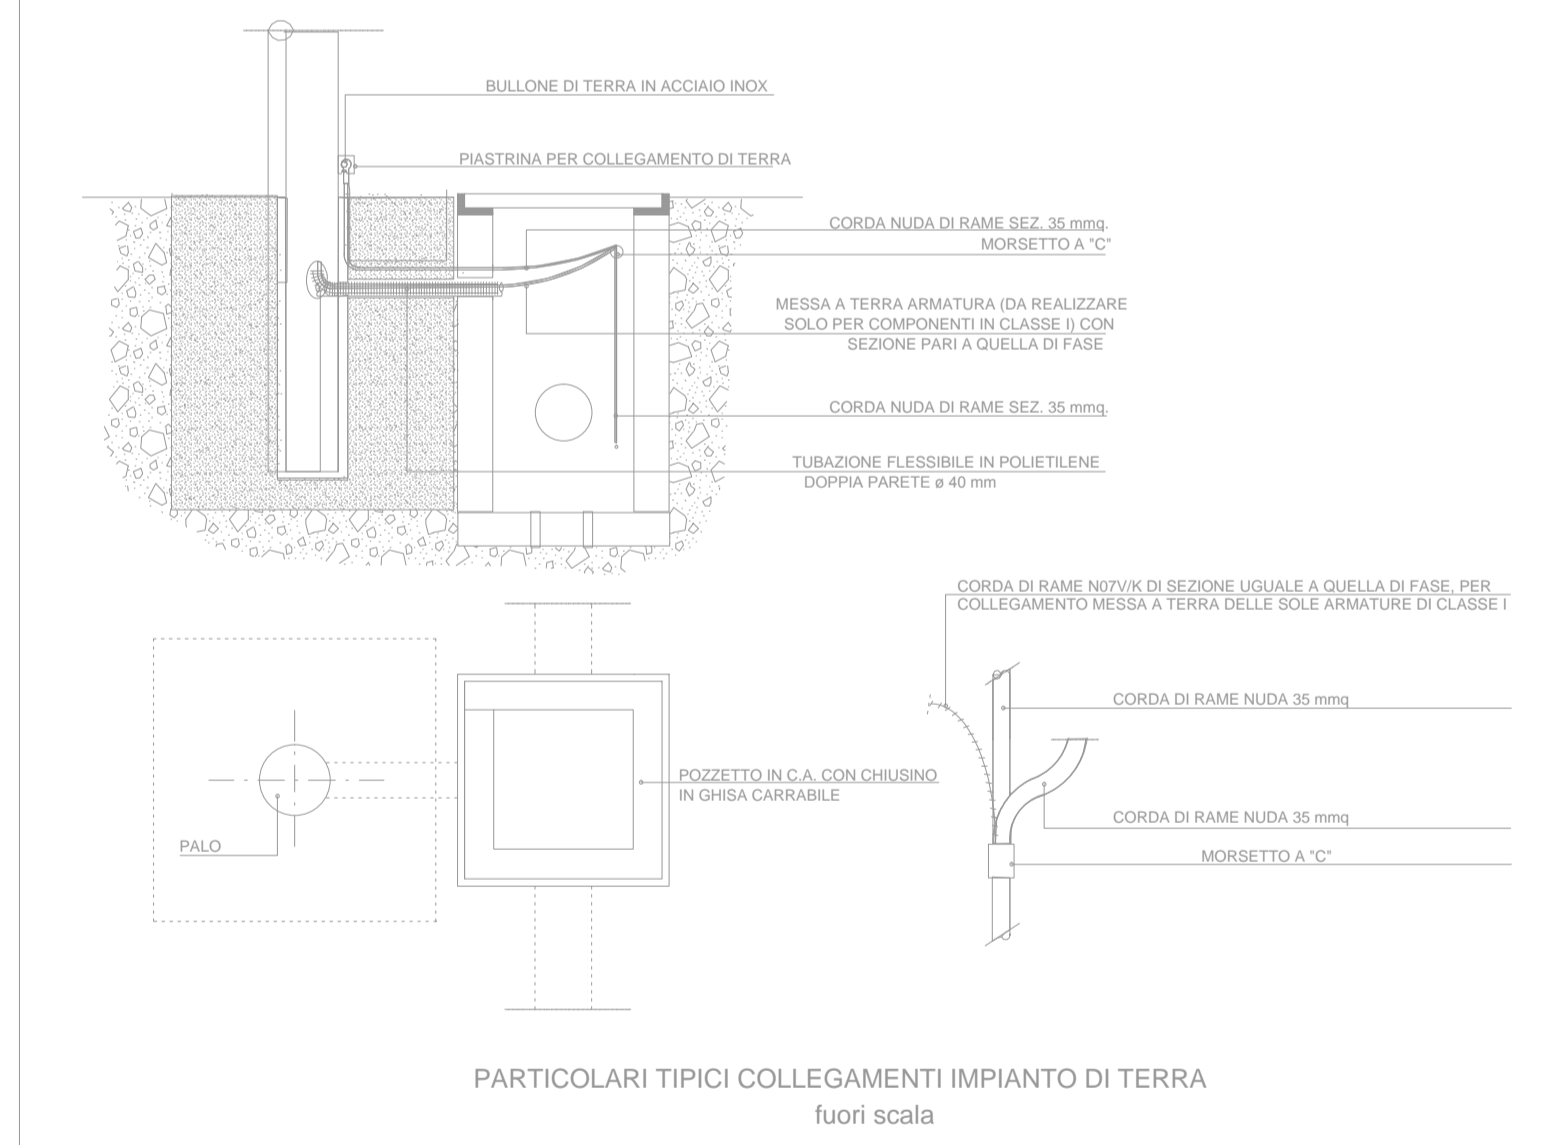 BULLONE DI TERRA IN ACCIAIO INOX
PIASTRINA PER COLLEGAMENTO DI TERRA
CORDA NUDA DI RAME SEZ. 35 mmq.
MORSETTO A "C"
MESSA A TERRA ARMATURA (DA REALIZZARE
SOLO PER COMPONENTI IN CLASSE I) CON
SEZIONE PARI A QUELLA DI FASE
CORDA NUDA DI RAME SEZ. 35 mmq.
TUBAZIONE FLESSIBILE IN POLIETILENE
DOPPIA PARETE ø 40 mm
CORDA DI RAME N07V/K DI SEZIONE UGUALE A QUELLA DI FASE, PER
COLLEGAMENTO MESSA A TERRA DELLE SOLE ARMATURE DI CLASSE I
CORDA DI RAME NUDA 35 mmq
POZZETTO IN C.A. CON CHIUSINO
IN GHISA CARRABILE
CORDA DI RAME NUDA 35 mmq
PALO
MORSETTO A "C"
PARTICOLARI TIPICI COLLEGAMENTI IMPIANTO DI TERRA
fuori scala